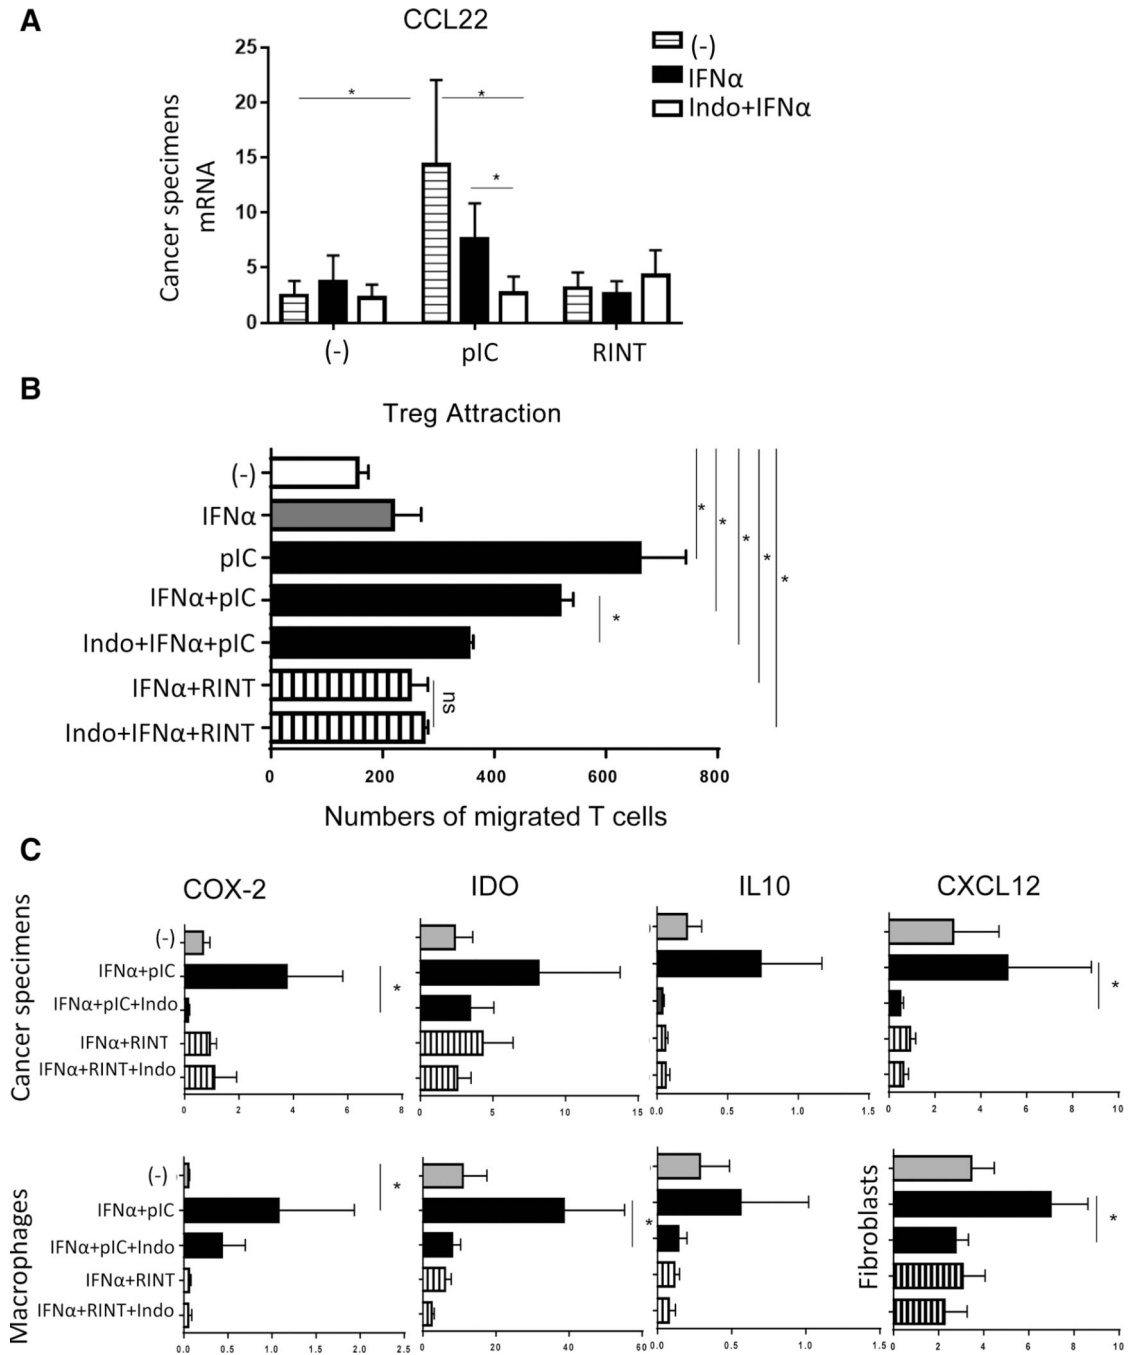 A
CCL22
(-)
IFNα
Indo+IFNα
Cancer specimens
mRNA
25
20
15
10
5
0
*
*
*
(-)
pIC
RINT
B
Treg Attraction
(-)
IFNα
pIC
IFNα+pIC
Indo+IFNα+pIC
IFNα+RINT
Indo+IFNα+RINT
*
*
*
*
*
*
ns
0 200 400 600 800
Numbers of migrated T cells
C
COX-2 IDO IL10 CXCL12
Cancer specimens
(-)
IFNα+pIC
IFNα+pIC+Indo
IFNα+RINT
IFNα+RINT+Indo
*
*
0 2 4 6 8
0 5 10 15
0.0 0.5 1.0 1.5
0 2 4 6 8 10
Macrophages
(-)
IFNα+pIC
IFNα+pIC+Indo
IFNα+RINT
IFNα+RINT+Indo
*
*
Fibroblasts
*
0.0 0.5 1.0 1.5 2.0 2.5
0 20 40 60
0.0 0.5 1.0 1.5
0 2 4 6 8 10